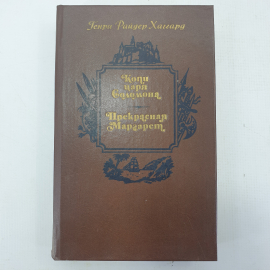 Генри Райдер Хаггард
Копи
царя
Соломона
Прекрасная
Маргарет